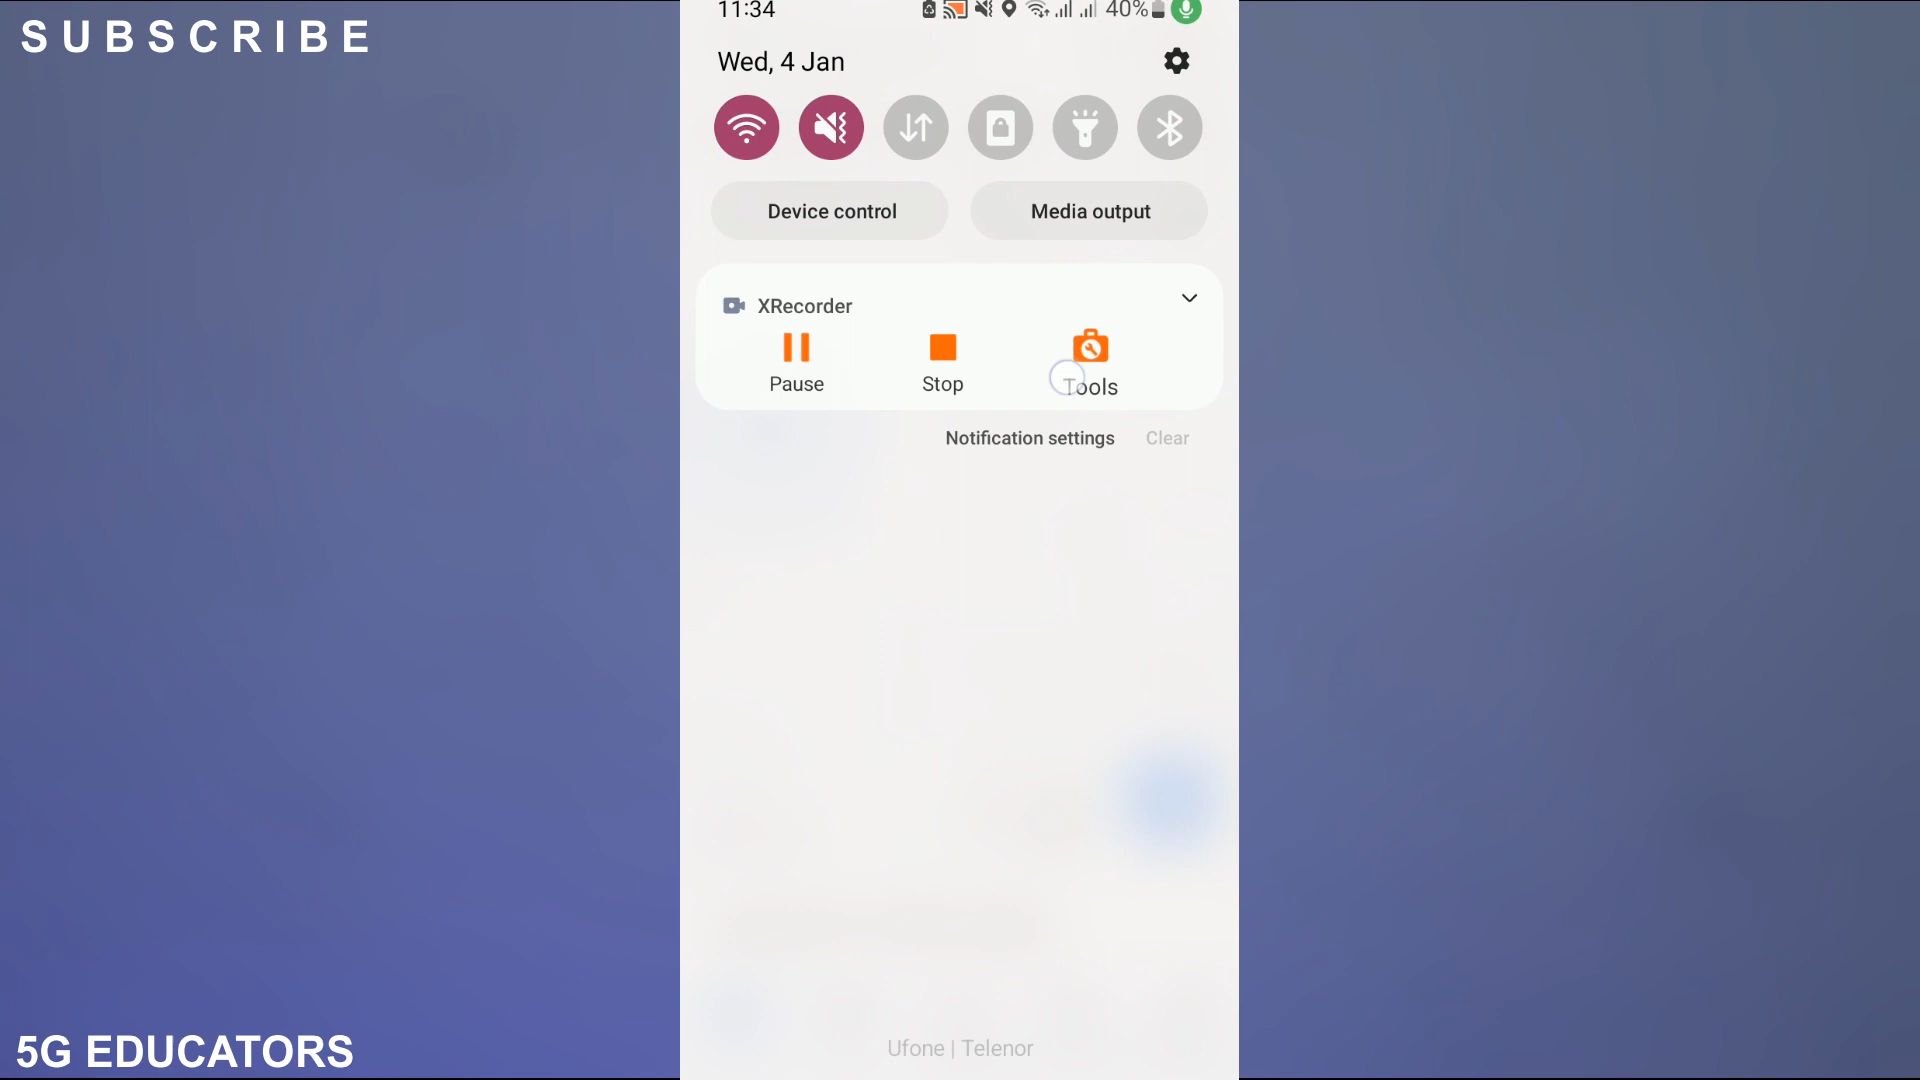 SUBSCRIBE
11:34
40%
Wed, 4 Jan
Device control
Media output
XRecorder
Pause
Stop
Tools
Notification settings
Clear
Ufone | Telenor
5G EDUCATORS